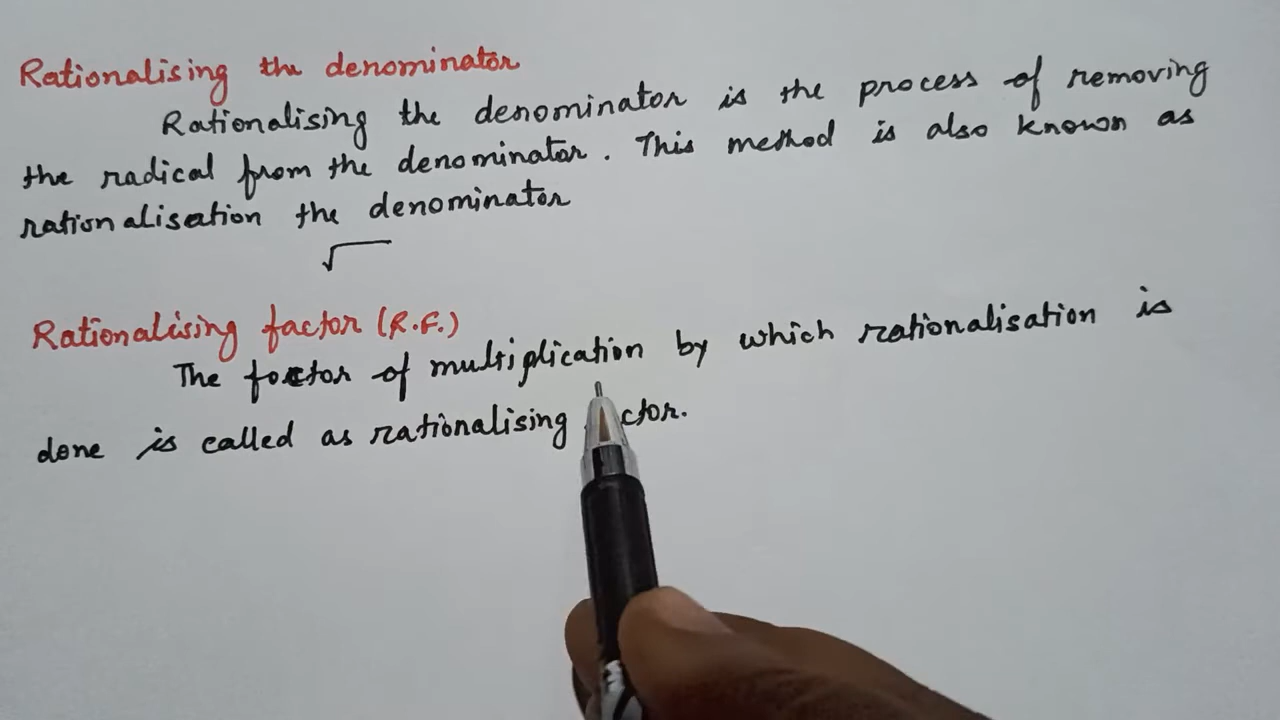 Rationalising the denominator
Rationalising the denominator is the process of removing
the radical from the denominator. This method is also known as
rationalisation the denominator
√
Rationalising factor (R.F.)
The factor of multiplication by which rationalisation is
done is called as rationalising ctor.